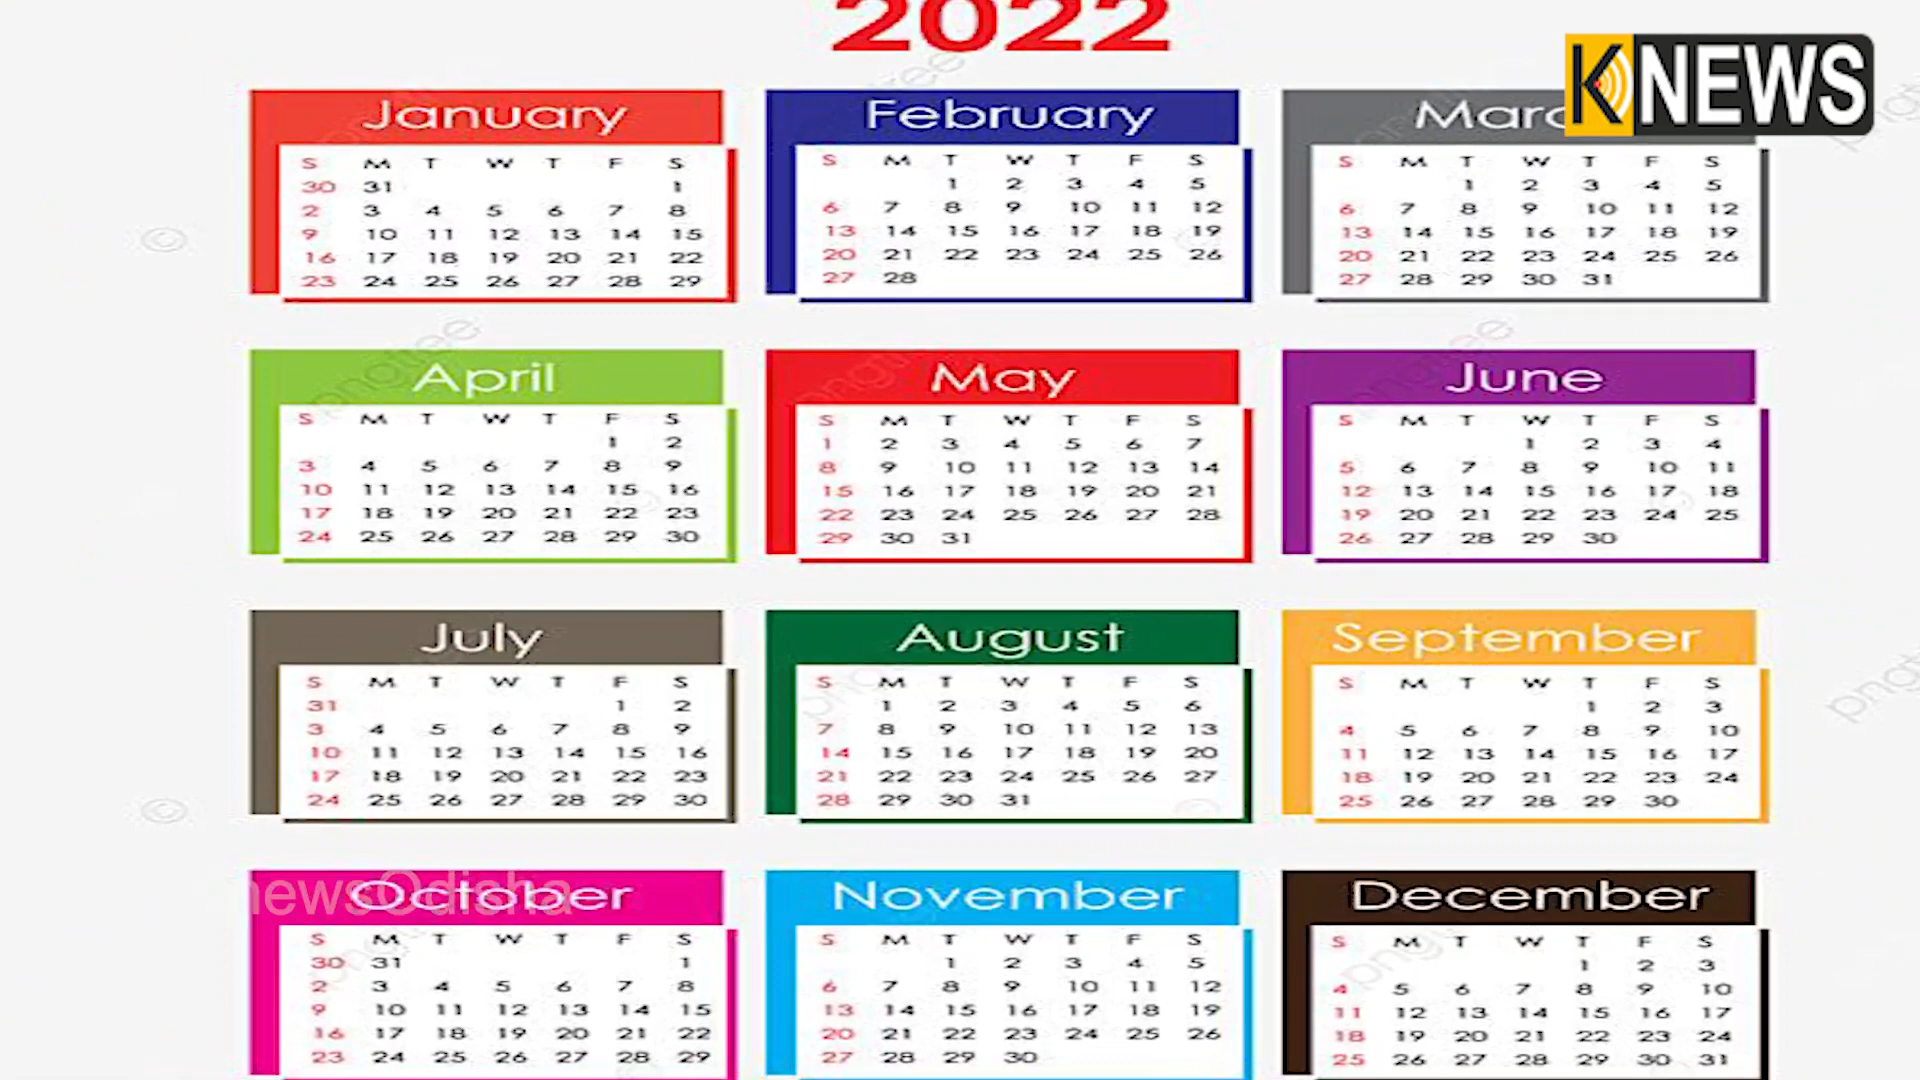 2022
KNEWS
January
S M T W T F S
30 31 1
2 3 4 5 6 7 8
9 10 11 12 13 14 15
16 17 18 19 20 21 22
23 24 25 26 27 28 29
February
S M T W T F S
1 2 3 4 5
6 7 8 9 10 11 12
13 14 15 16 17 18 19
20 21 22 23 24 25 26
27 28
Marc
S M T W T F S
1 2 3 4 5
6 7 8 9 10 11 12
13 14 15 16 17 18 19
20 21 22 23 24 25 26
27 28 29 30 31
April
S M T W T F S
1 2
3 4 5 6 7 8 9
10 11 12 13 14 15 16
17 18 19 20 21 22 23
24 25 26 27 28 29 30
May
S M T W T F S
1 2 3 4 5 6 7
8 9 10 11 12 13 14
15 16 17 18 19 20 21
22 23 24 25 26 27 28
29 30 31
June
S M T W T F S
1 2 3 4
5 6 7 8 9 10 11
12 13 14 15 16 17 18
19 20 21 22 23 24 25
26 27 28 29 30
July
S M T W T F S
31 1 2
3 4 5 6 7 8 9
10 11 12 13 14 15 16
17 18 19 20 21 22 23
24 25 26 27 28 29 30
August
S M T W T F S
1 2 3 4 5 6
7 8 9 10 11 12 13
14 15 16 17 18 19 20
21 22 23 24 25 26 27
28 29 30 31
September
S M T W T F S
1 2 3
4 5 6 7 8 9 10
11 12 13 14 15 16 17
18 19 20 21 22 23 24
25 26 27 28 29 30
newsOdisha
October
S M T W T F S
30 31 1
2 3 4 5 6 7 8
9 10 11 12 13 14 15
16 17 18 19 20 21 22
23 24 25 26 27 28 29
November
S M T W T F S
1 2 3 4 5
6 7 8 9 10 11 12
13 14 15 16 17 18 19
20 21 22 23 24 25 26
27 28 29 30
December
S M T W T F S
1 2 3
4 5 6 7 8 9 10
11 12 13 14 15 16 17
18 19 20 21 22 23 24
25 26 27 28 29 30 31